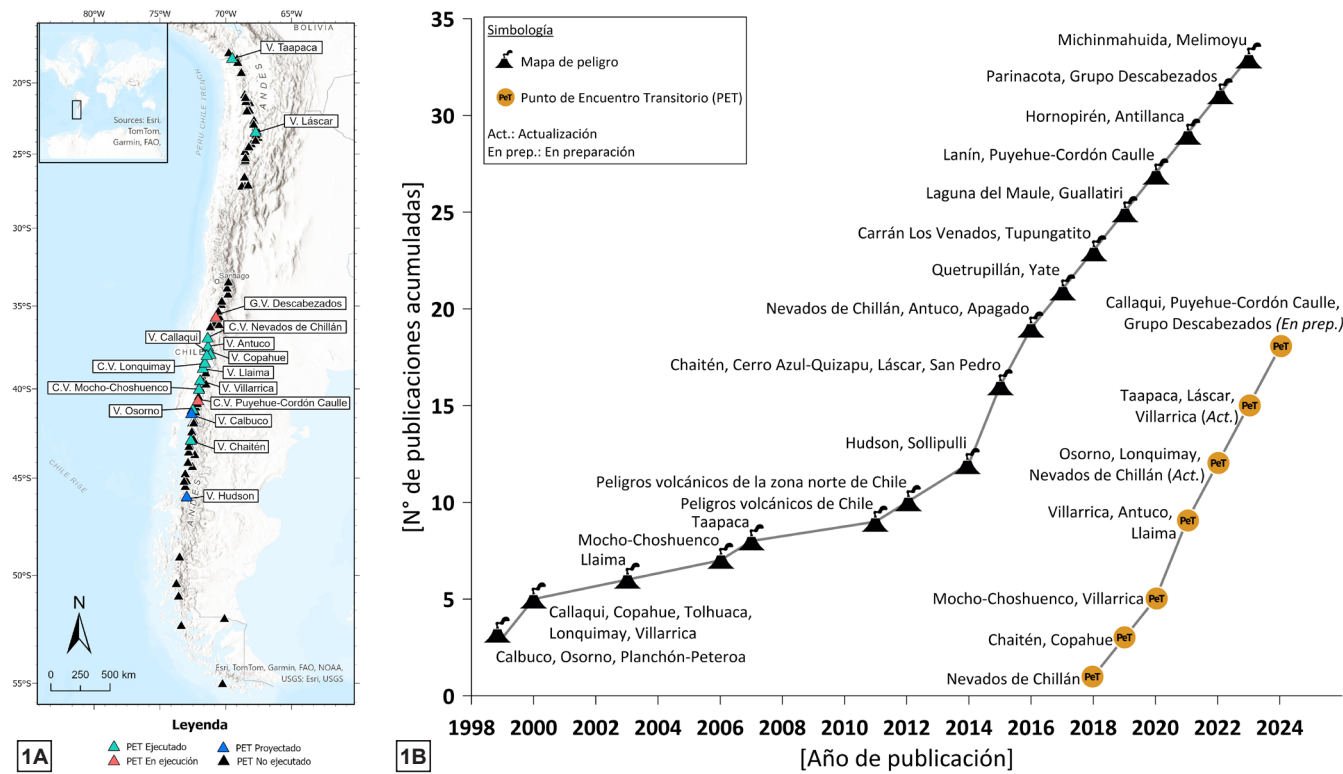 80°W
75°W
70°W
65°W
BOLIVIA
V. Taapaca
20°S
ANDES
PERU-CHILE TRENCH
Sources: Esri,
TomTom,
Garmin, FAO,
V. Láscar
25°S
30°S
Santiago
35°S
G.V. Descabezados
C.V. Nevados de Chillán
V. Callaqui
V. Antuco
CHILE
V. Copahue
C.V. Lonquimay
V. Llaima
C.V. Mocho-Choshuenco
V. Villarrica
40°S
C.V. Puyehue-Cordón Caulle
V. Osorno
V. Calbuco
V. Chaitén
45°S
CHILE RISE
V. Hudson
ANDES
50°S
N
0 250 500 km
Esri, TomTom, Garmin, FAO, NOAA,
USGS; Esri, USGS
55°S
Leyenda
PET Ejecutado
PET Proyectado
PET En ejecución
PET No ejecutado
1A
35
30
25
20
15
10
5
0
[N° de publicaciones acumuladas]
Simbología
Mapa de peligro
PeT
Punto de Encuentro Transitorio (PET)
Act.: Actualización
En prep.: En preparación
Michinmahuida, Melimoyu
Parinacota, Grupo Descabezados
Hornopirén, Antillanca
Lanín, Puyehue-Cordón Caulle
Laguna del Maule, Guallatiri
Carrán Los Venados, Tupungatito
Quetrupillán, Yate
Nevados de Chillán, Antuco, Apagado
Chaitén, Cerro Azul-Quizapu, Láscar, San Pedro
Hudson, Sollipulli
Peligros volcánicos de la zona norte de Chile
Peligros volcánicos de Chile
Taapaca
Mocho-Choshuenco
Llaima
Callaqui, Copahue, Tolhuaca,
Lonquimay, Villarrica
Calbuco, Osorno, Planchón-Peteroa
Callaqui, Puyehue-Cordón Caulle,
Grupo Descabezados (En prep.)
PeT
Taapaca, Láscar,
Villarrica (Act.)
PeT
Osorno, Lonquimay,
Nevados de Chillán (Act.)
PeT
Villarrica, Antuco,
Llaima
PeT
Mocho-Choshuenco, Villarrica
PeT
Chaitén, Copahue
PeT
Nevados de Chillán
PeT
1998 2000 2002 2004 2006 2008 2010 2012 2014 2016 2018 2020 2022 2024
[Año de publicación]
1B